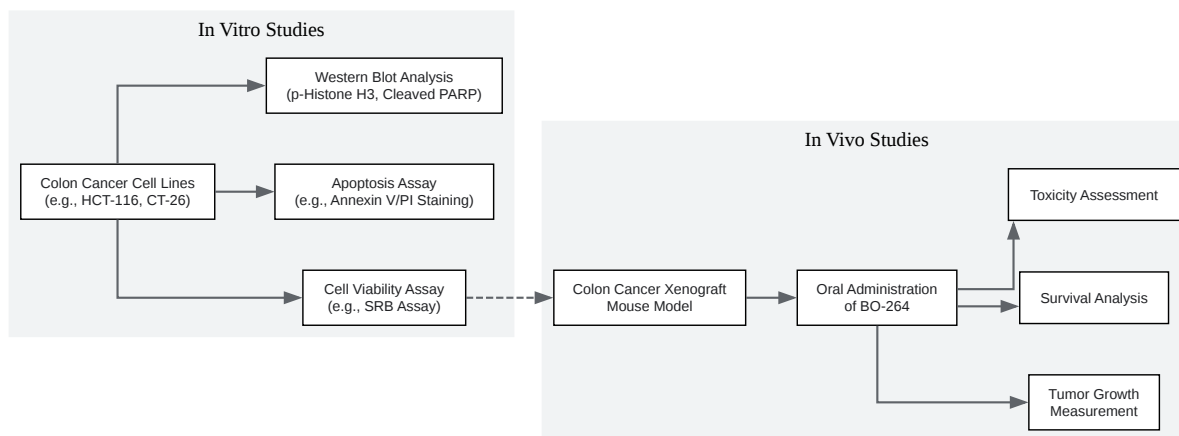 In Vitro Studies
Western Blot Analysis
(p-Histone H3, Cleaved PARP)
Colon Cancer Cell Lines
(e.g., HCT-116, CT-26)
Apoptosis Assay
(e.g., Annexin V/PI Staining)
Cell Viability Assay
(e.g., SRB Assay)
In Vivo Studies
Colon Cancer Xenograft
Mouse Model
Oral Administration
of BO-264
Toxicity Assessment
Survival Analysis
Tumor Growth
Measurement